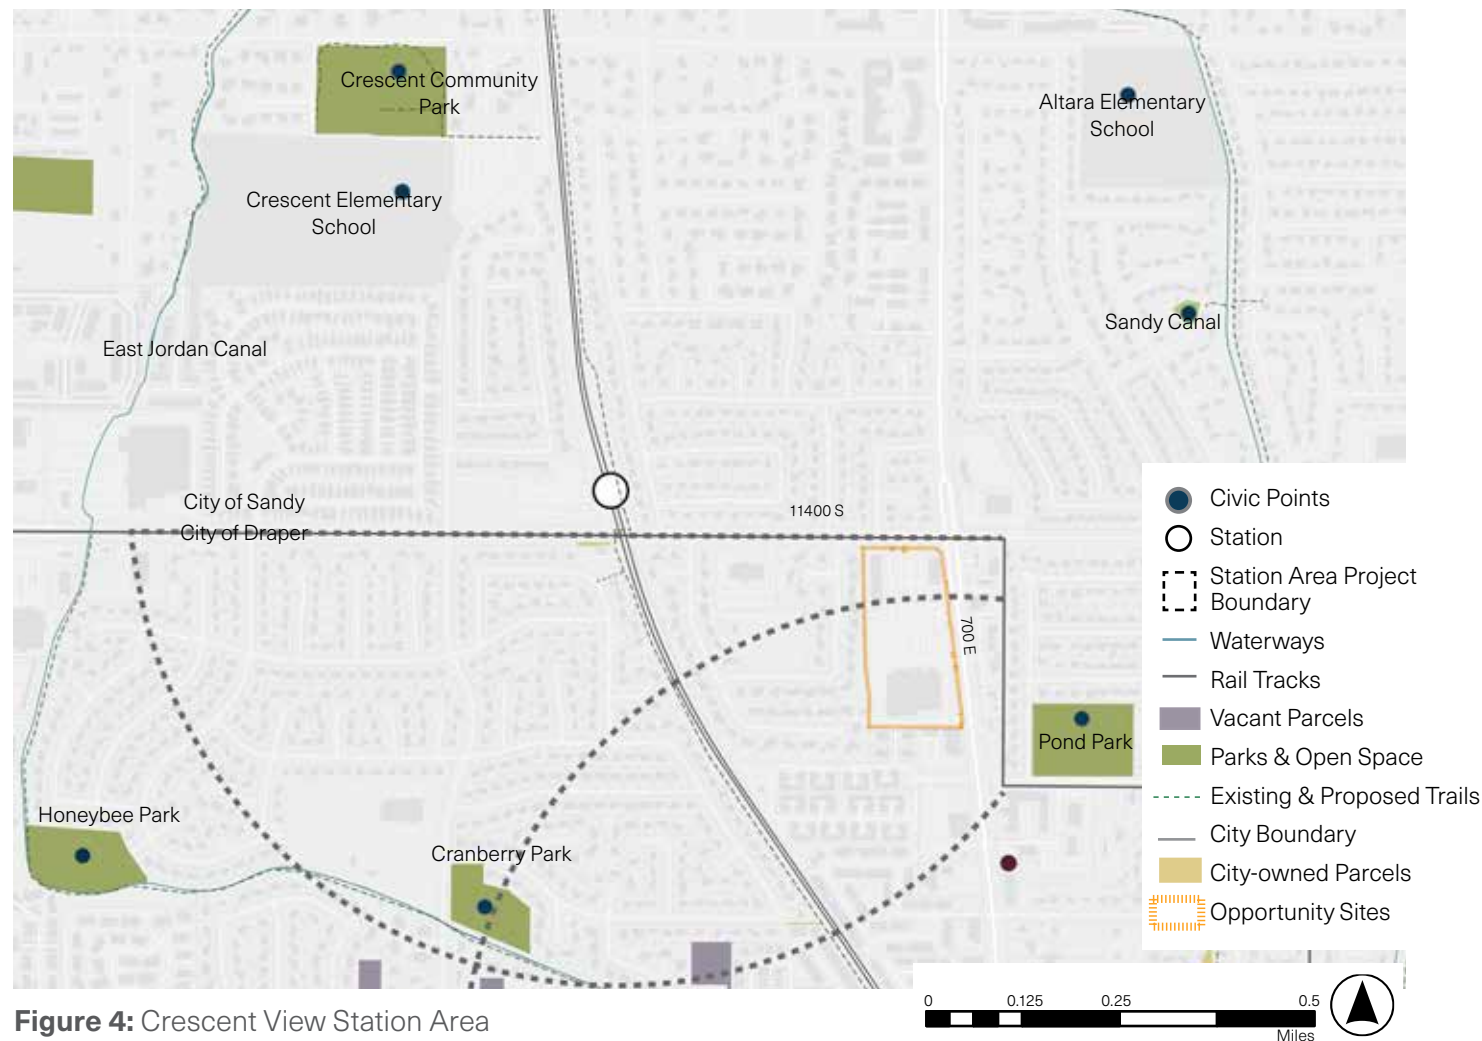 Crescent Community
Park
Altara Elementary
School
Crescent Elementary
School
Sandy Canal
East Jordan Canal
City of Sandy
City of Draper
11400 S
700 E
Pond Park
Honeybee Park
Cranberry Park
Civic Points
Station
Station Area Project
Boundary
Waterways
Rail Tracks
Vacant Parcels
Parks & Open Space
Existing & Proposed Trails
City Boundary
City-owned Parcels
Opportunity Sites
0 0.125 0.25 0.5
Miles
Figure 4: Crescent View Station Area